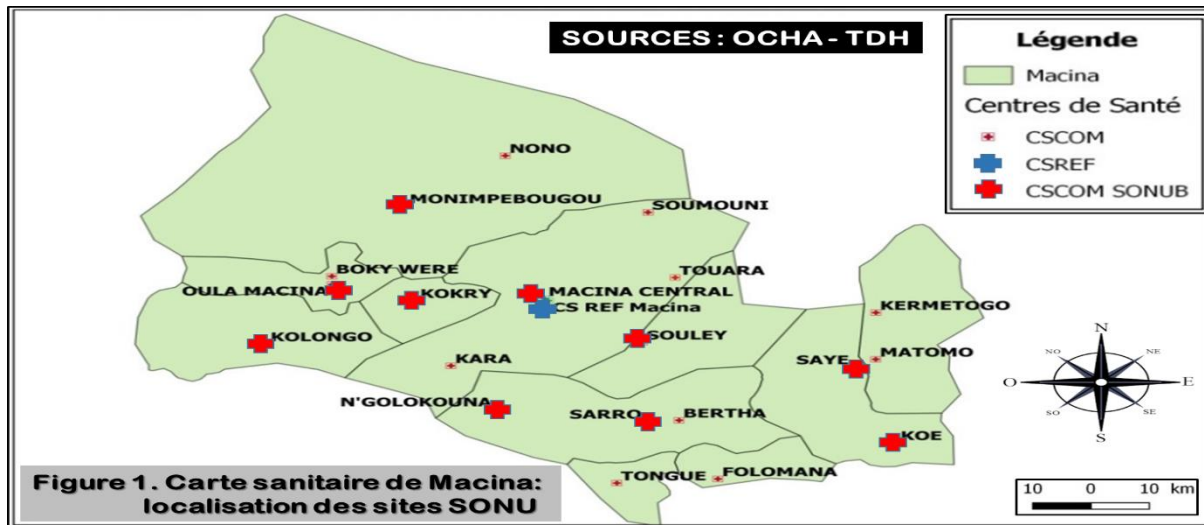 SOURCES : OCHA - TDH
Légende
Macina
Centres de Santé
CSCOM
CSREF
CSCOM SONUB
NONO
MONIMPEBOUGOU
SOUMOUNI
BOKY WERE
TOUARA
OULA MACINA
KOKRY
MACINA CENTRAL
CS REF Macina
KERMETOGO
KOLONGO
SOULEY
KARA
SAYE
MATOMO
N'GOLOKOUNA
SARRO
BERTHA
KOE
TONGUE
FOLOMANA
N
NO
NE
O
E
SO
SE
S
10 0 10 km
Figure 1. Carte sanitaire de Macina:
localisation des sites SONU